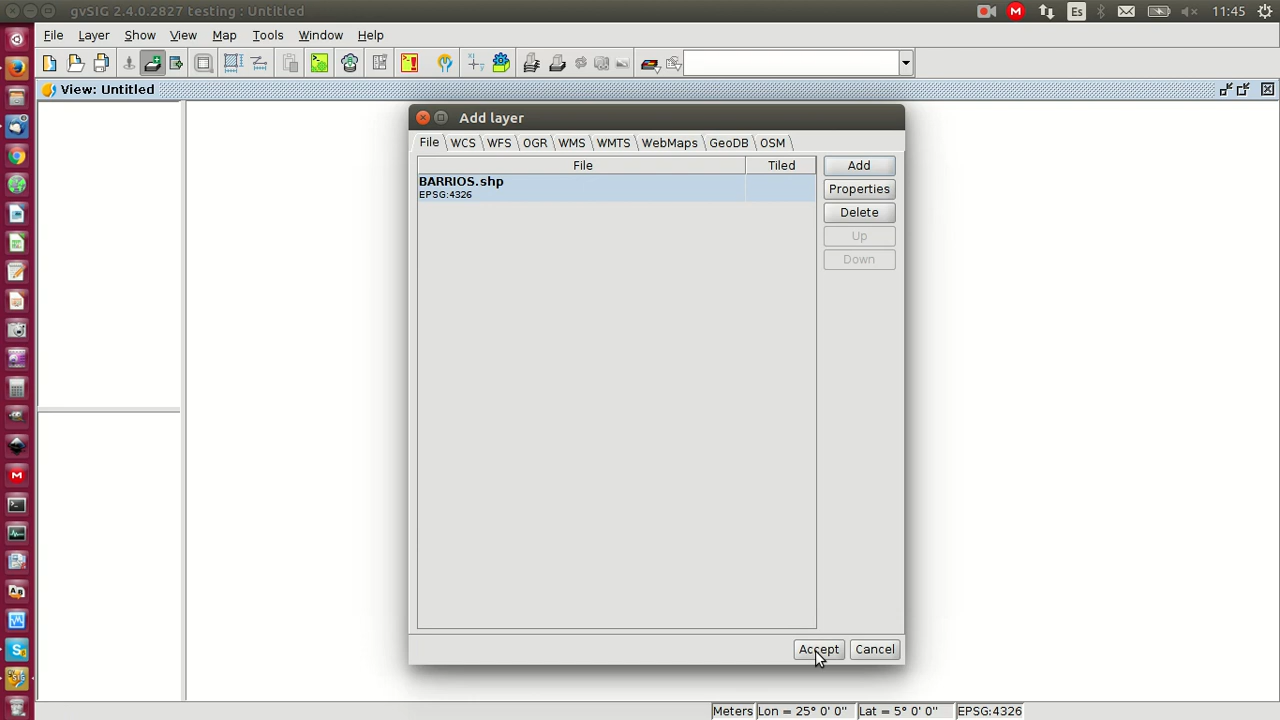 gvSIG 2.4.0.2827 testing : Untitled
Es
11:45
File Layer Show View Map Tools Window Help
View: Untitled
Add layer
File WCS WFS OGR WMS WMTS WebMaps GeoDB OSM
File Tiled
BARRIOS.shp
EPSG:4326
Add
Properties
Delete
Up
Down
Accept Cancel
Meters Lon = 25° 0' 0" Lat = 5° 0' 0" EPSG:4326